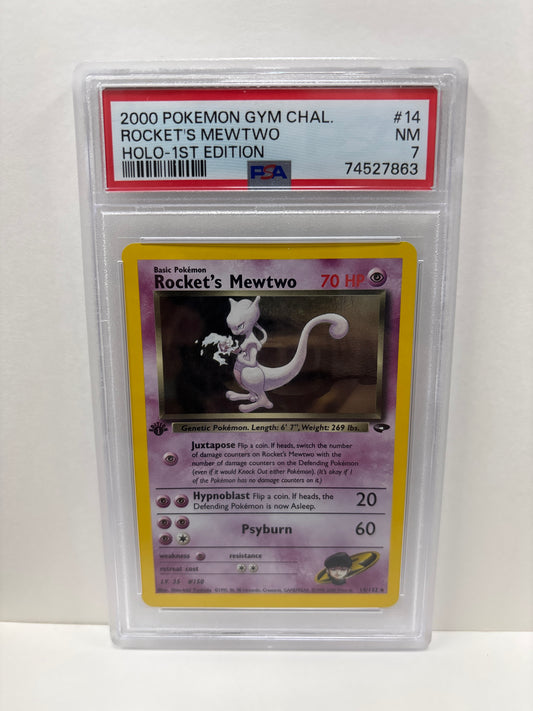 2000 POKEMON GYM CHAL. #14
ROCKET'S MEWTWO NM
HOLO-1ST EDITION 7
PSA 74527863
Basic Pokémon
Rocket's Mewtwo 70 HP
Genetic Pokémon. Length: 6' 7", Weight: 269 lbs.
1
Juxtapose Flip a coin. If heads, switch the number
of damage counters on Rocket's Mewtwo with the
number of damage counters on the Defending Pokémon
(even if it would Knock Out either Pokémon). (It's okay if 1
of the Pokémon has no damage counters on it.)
Hypnoblast Flip a coin. If heads, the 20
Defending Pokémon is now Asleep.
Psyburn 60
weakness resistance
retreat cost
LV. 35 #150
14/132